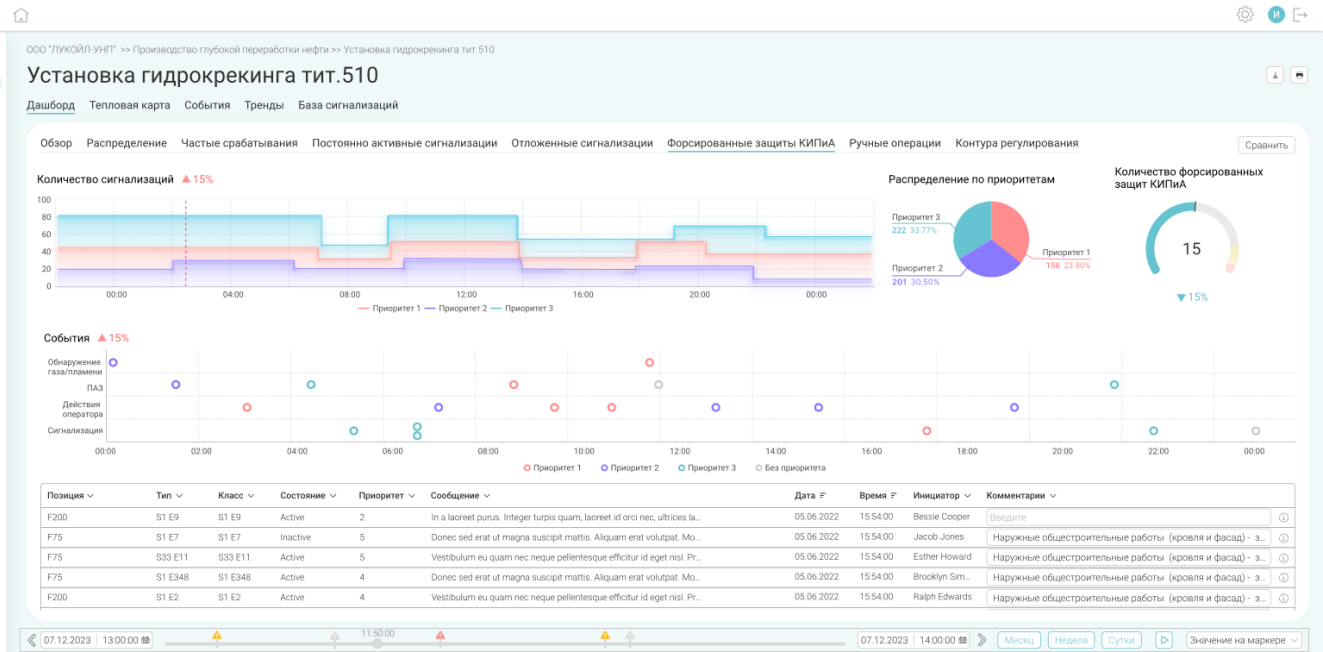 И
ООО "ЛУКОЙЛ-УНП" >> Производство глубокой переработки нефти >> Установка гидрокрекинга тит.510
Установка гидрокрекинга тит.510
Дашборд Тепловая карта События Тренды База сигнализаций
Обзор Распределение Частые срабатывания Постоянно активные сигнализации Отложенные сигнализации Форсированные защиты КИПиА Ручные операции Контура регулирования
Сравнить
Количество сигнализаций ▲ 15%
100
80
60
40
20
0
00:00 04:00 08:00 12:00 16:00 20:00 00:00
Приоритет 1 Приоритет 2 Приоритет 3
Распределение по приоритетам
Приоритет 3
222 33.77%
Приоритет 1
156 23.80%
Приоритет 2
201 30.50%
Количество форсированных
защит КИПиА
15
▼ 15%
События ▲ 15%
Обнаружение
газа/пламени
ПАЗ
Действия
оператора
Сигнализация
00:00 02:00 04:00 06:00 08:00 10:00 12:00 14:00 16:00 18:00 20:00 22:00 00:00
Приоритет 1 Приоритет 2 Приоритет 3 Без приоритета
Позиция Тип Класс Состояние Приоритет Сообщение Дата Время Инициатор Комментарии
F200 S1 E9 S1 E9 Active 2 In a laoreet purus. Integer turpis quam, laoreet id orci nec, ultrices la... 05.06.2022 15:54:00 Bessie Cooper Введите
F75 S1 E7 S1 E7 Inactive 5 Donec sed erat ut magna suscipit mattis. Aliquam erat volutpat. Mo... 05.06.2022 15:54:00 Jacob Jones Наружные общестроительные работы (кровля и фасад) - з...
F75 S33 E11 S33 E11 Active 5 Vestibulum eu quam nec neque pellentesque efficitur id eget nisl. Pr... 05.06.2022 15:54:00 Esther Howard Наружные общестроительные работы (кровля и фасад) - з...
F75 S1 E348 S1 E348 Active 4 Donec sed erat ut magna suscipit mattis. Aliquam erat volutpat. Mo... 05.06.2022 15:54:00 Brooklyn Sim... Наружные общестроительные работы (кровля и фасад) - з...
F200 S1 E2 S1 E2 Active 4 Vestibulum eu quam nec neque pellentesque efficitur id eget nisl. Pr... 05.06.2022 15:54:00 Ralph Edwards Наружные общестроительные работы (кровля и фасад) - з...
07.12.2023 13:00:00 11:50:00 07.12.2023 14:00:00 Месяц Неделя Сутки Значение на маркере